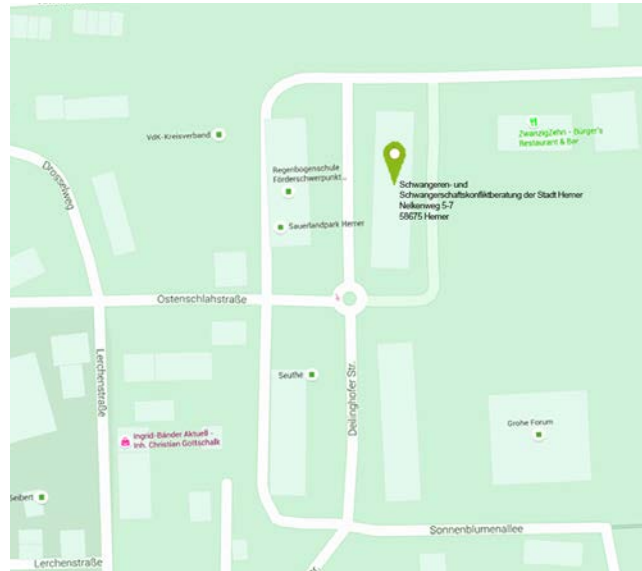 VdK-Kreisverband
ZwanzigZehn - Bürger's
Restaurant & Bar
Drosselweg
Regenbogenschule
Förderschwerpunkt...
Schwangeren- und
Schwangerschaftskonfliktberatung der Stadt Hemer
Nelkenweg 5-7
58675 Hemer
Sauerlandpark Hemer
Ostenschlahstraße
Lerchenstraße
Seuthe
Deilinghofer Str.
Ingrid-Bänder Aktuell -
Inh. Christian Gottschalk
Grohe Forum
Seibert
Sonnenblumenallee
Lerchenstraße